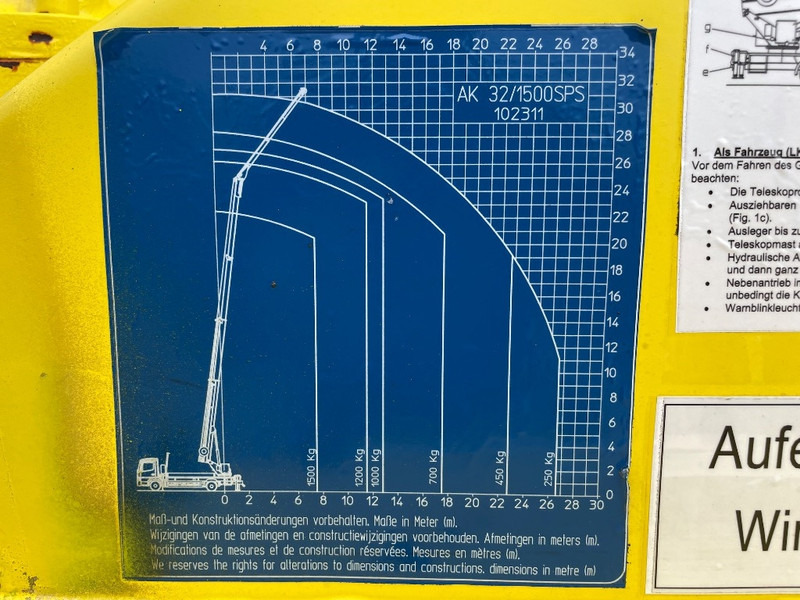 4 6 8 10 12 14 16 18 20 22 24 26 28
34
32
30
28
26
24
22
20
18
16
14
12
10
8
6
4
2
0
AK 32/1500SPS
102311
1500 Kg
1200 Kg
1000 Kg
700 Kg
450 Kg
250 Kg
0 2 4 6 8 10 12 14 16 18 20 22 24 26 28 30
Maß-und Konstruktionsänderungen vorbehalten. Maße in Meter (m).
Wijzigingen van de afmetingen en constructiewijzigingen voorbehouden. Afmetingen in meters (m).
Modifications de mesures et de construction réservées. Mesures en mètres (m).
We reserve the rights for alterations to dimensions and constructions, dimensions in metre (m)
g
f
e
1. Als Fahrzeug (LK
Vor dem Fahren des G
beachten:
• Die Teleskopro
• Ausziehbaren
(Fig. 1c).
• Ausleger bis zu
• Teleskopmast a
• Hydraulische A
und dann ganz
• Nebenantrieb in
unbedingt die K
• Warnblinkleucht
Aufe
Win